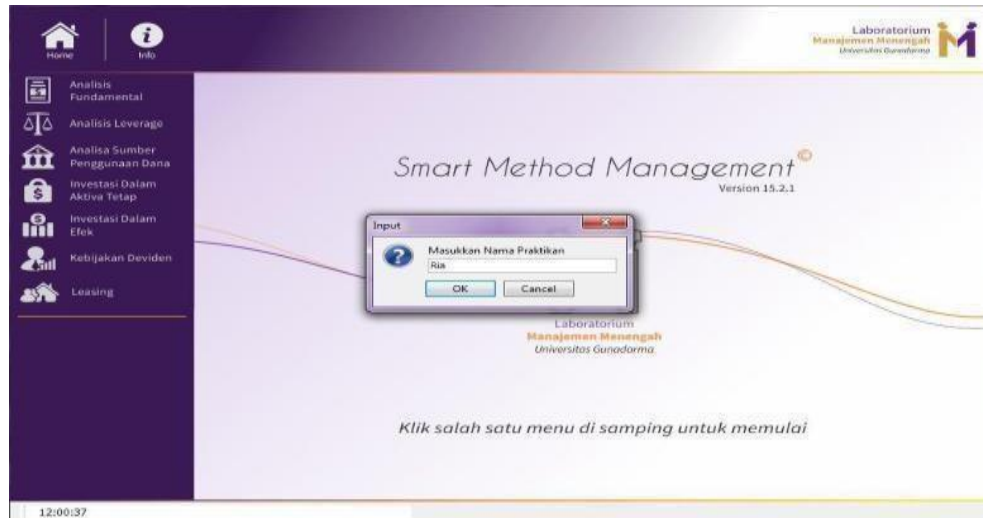 Home
Info
Laboratorium
Manajemen Menengah
Universitas Gunadarma
Analisis
Fundamental
Analisis Leverage
Analisa Sumber
Penggunaan Dana
Investasi Dalam
Aktiva Tetap
Investasi Dalam
Efek
Kebijakan Deviden
Leasing
Smart Method Management©
Version 15.2.1
Input
Masukkan Nama Praktikan
Ria
OK
Cancel
Laboratorium
Manajemen Menengah
Universitas Gunadarma
Klik salah satu menu di samping untuk memulai
12:00:37